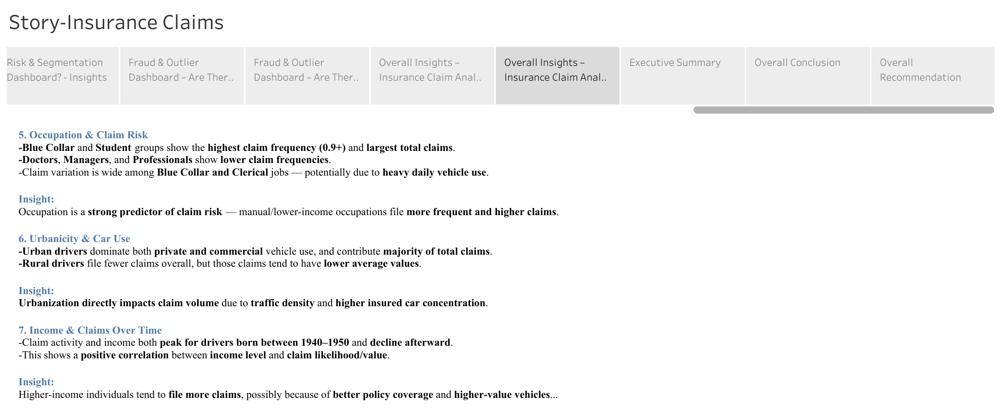 Story-Insurance Claims
Risk & Segmentation
Dashboard? - Insights
Fraud & Outlier
Dashboard – Are Ther..
Fraud & Outlier
Dashboard – Are Ther..
Overall Insights –
Insurance Claim Anal..
Overall Insights –
Insurance Claim Anal..
Executive Summary
Overall Conclusion
Overall
Recommendation
5. Occupation & Claim Risk
-Blue Collar and Student groups show the highest claim frequency (0.9+) and largest total claims.
-Doctors, Managers, and Professionals show lower claim frequencies.
-Claim variation is wide among Blue Collar and Clerical jobs — potentially due to heavy daily vehicle use.
Insight:
Occupation is a strong predictor of claim risk — manual/lower-income occupations file more frequent and higher claims.
6. Urbanicity & Car Use
-Urban drivers dominate both private and commercial vehicle use, and contribute majority of total claims.
-Rural drivers file fewer claims overall, but those claims tend to have lower average values.
Insight:
Urbanization directly impacts claim volume due to traffic density and higher insured car concentration.
7. Income & Claims Over Time
-Claim activity and income both peak for drivers born between 1940–1950 and decline afterward.
-This shows a positive correlation between income level and claim likelihood/value.
Insight:
Higher-income individuals tend to file more claims, possibly because of better policy coverage and higher-value vehicles...